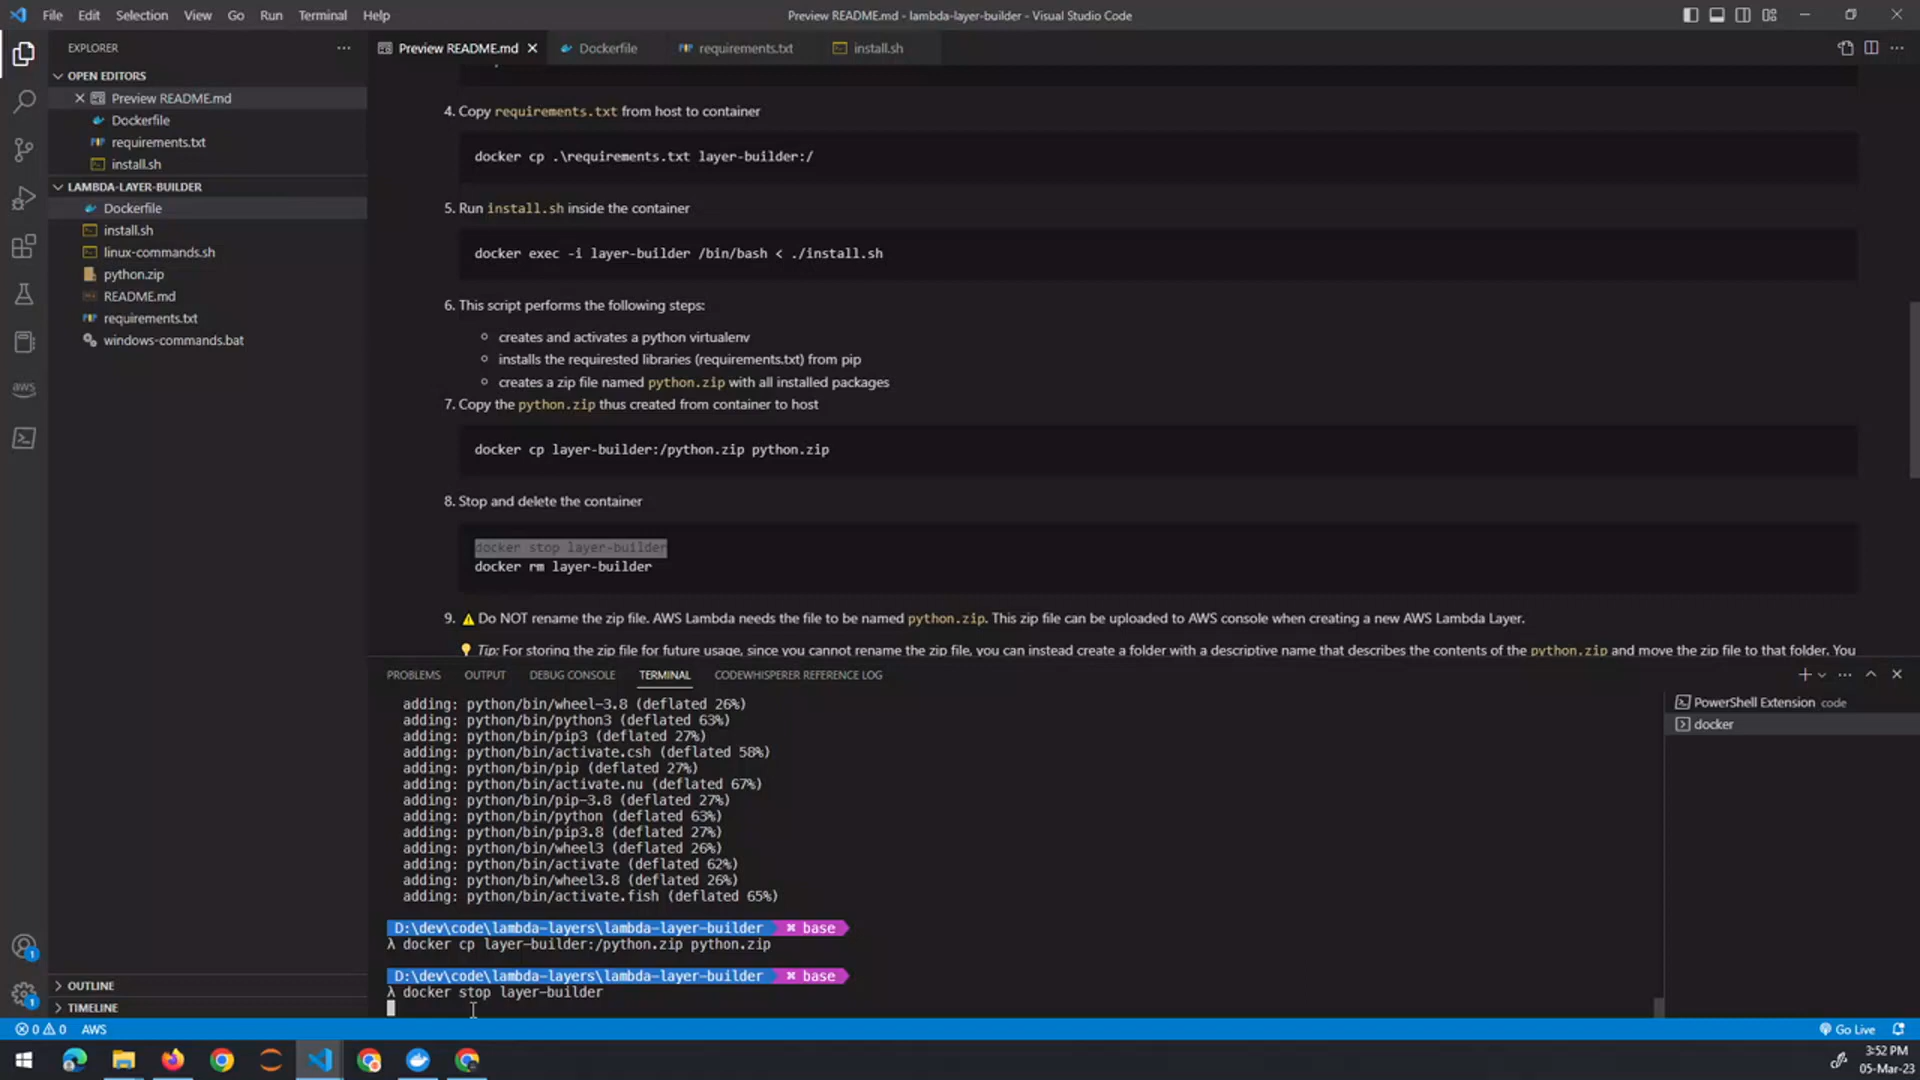 File Edit Selection View Go Run Terminal Help
Preview README.md - lambda-layer-builder - Visual Studio Code
EXPLORER
Preview README.md
Dockerfile
requirements.txt
install.sh
OPEN EDITORS
Preview README.md
Dockerfile
requirements.txt
install.sh
LAMBDA-LAYER-BUILDER
Dockerfile
install.sh
linux-commands.sh
python.zip
README.md
requirements.txt
windows-commands.bat
aws
OUTLINE
TIMELINE
4. Copy requirements.txt from host to container
docker cp .\requirements.txt layer-builder:/
5. Run install.sh inside the container
docker exec -i layer-builder /bin/bash < ./install.sh
6. This script performs the following steps:
creates and activates a python virtualenv
installs the requirested libraries (requirements.txt) from pip
creates a zip file named python.zip with all installed packages
7. Copy the python.zip thus created from container to host
docker cp layer-builder:/python.zip python.zip
8. Stop and delete the container
docker stop layer-builder
docker rm layer-builder
9. ⚠ Do NOT rename the zip file. AWS Lambda needs the file to be named python.zip. This zip file can be uploaded to AWS console when creating a new AWS Lambda Layer.
💡 Tip: For storing the zip file for future usage, since you cannot rename the zip file, you can instead create a folder with a descriptive name that describes the contents of the python.zip and move the zip file to that folder. You
PROBLEMS OUTPUT DEBUG CONSOLE TERMINAL CODEWHISPERER REFERENCE LOG
PowerShell Extension code
docker
adding: python/bin/wheel-3.8 (deflated 26%)
adding: python/bin/python3 (deflated 63%)
adding: python/bin/pip3 (deflated 27%)
adding: python/bin/activate.csh (deflated 58%)
adding: python/bin/pip (deflated 27%)
adding: python/bin/activate.nu (deflated 67%)
adding: python/bin/pip-3.8 (deflated 27%)
adding: python/bin/python (deflated 63%)
adding: python/bin/pip3.8 (deflated 27%)
adding: python/bin/wheel3 (deflated 26%)
adding: python/bin/activate (deflated 62%)
adding: python/bin/wheel3.8 (deflated 26%)
adding: python/bin/activate.fish (deflated 65%)
D:\dev\code\lambda-layers\lambda-layer-builder ✖ base
λ docker cp layer-builder:/python.zip python.zip
D:\dev\code\lambda-layers\lambda-layer-builder ✖ base
λ docker stop layer-builder
1
1
0 0 AWS
Go Live
3:52 PM
05-Mar-23